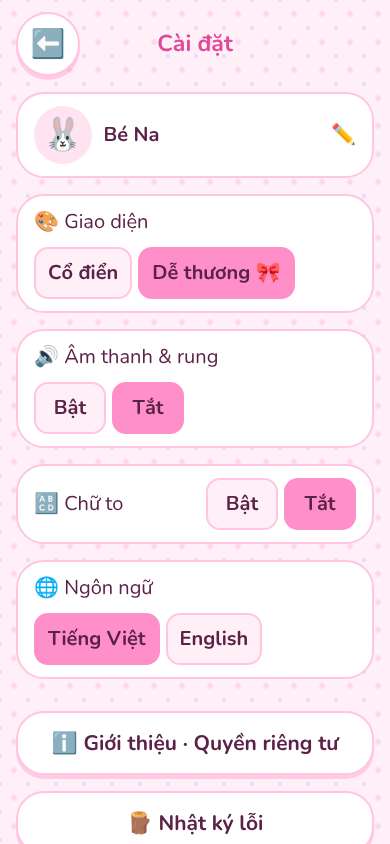 Cài đặt
Bé Na
Giao diện
Cổ điển
Dễ thương
Âm thanh & rung
Bật
Tắt
Chữ to
Bật
Tắt
Ngôn ngữ
Tiếng Việt
English
Giới thiệu · Quyền riêng tư
Nhật ký lỗi